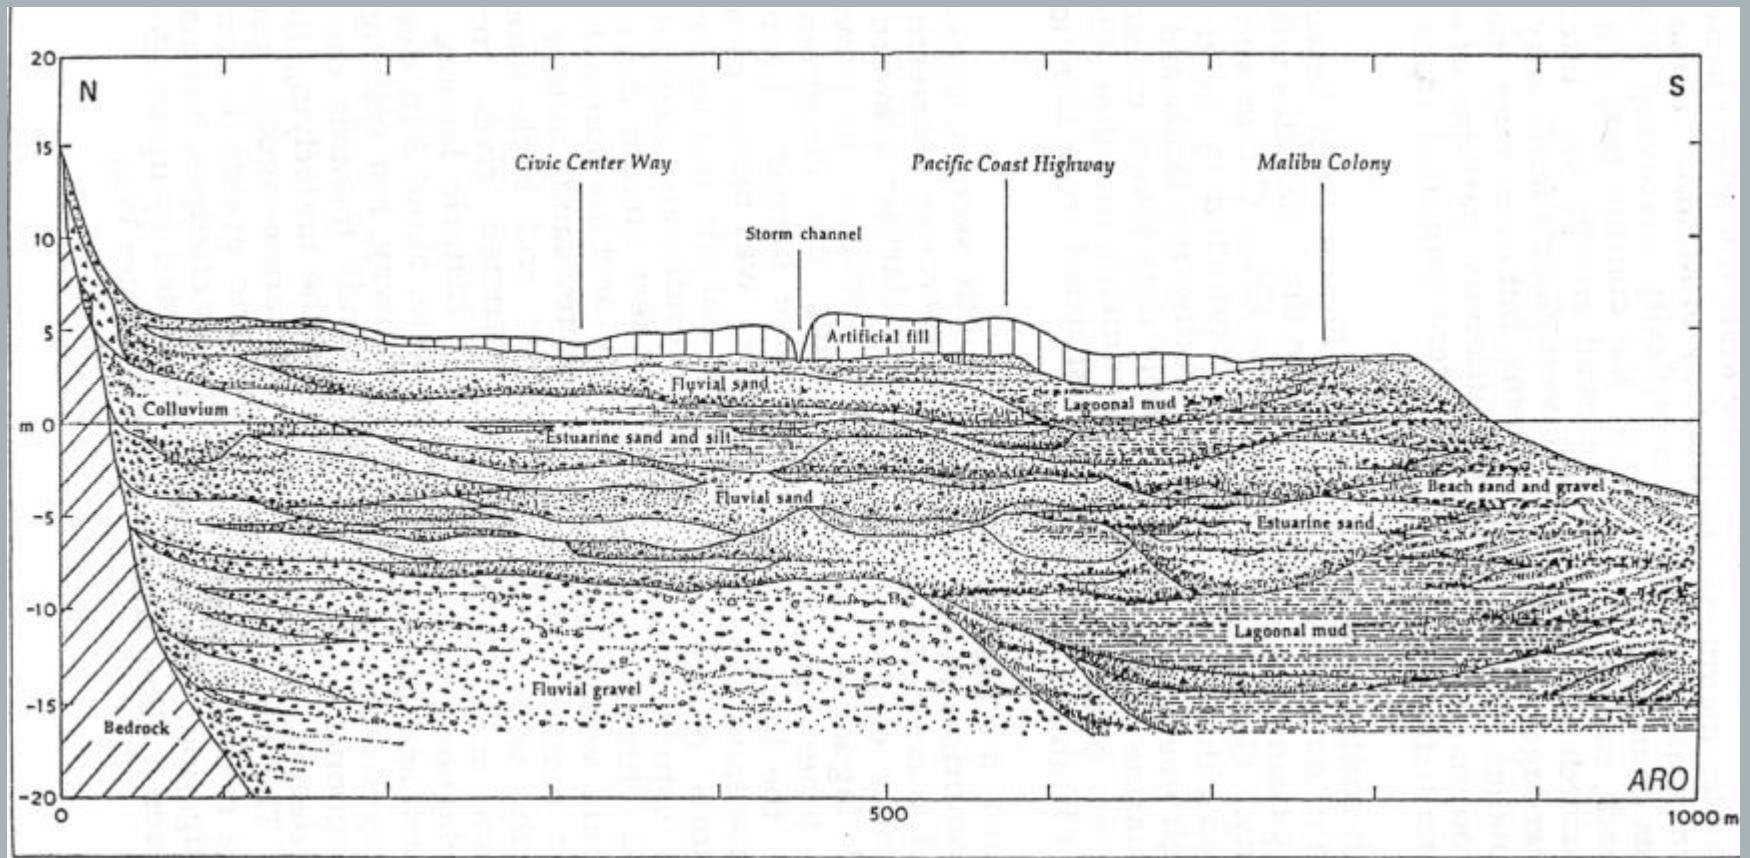 20
N
S
15
Civic Center Way
Pacific Coast Highway
Malibu Colony
10
Storm channel
5
Artificial fill
Fluvial sand
Lagoonal mud
Colluvium
m 0
Estuarine sand and silt
Fluvial sand
Beach sand and gravel
-5
Estuarine sand
-10
Lagoonal mud
Fluvial gravel
-15
Bedrock
ARO
-20
0
500
1000 m